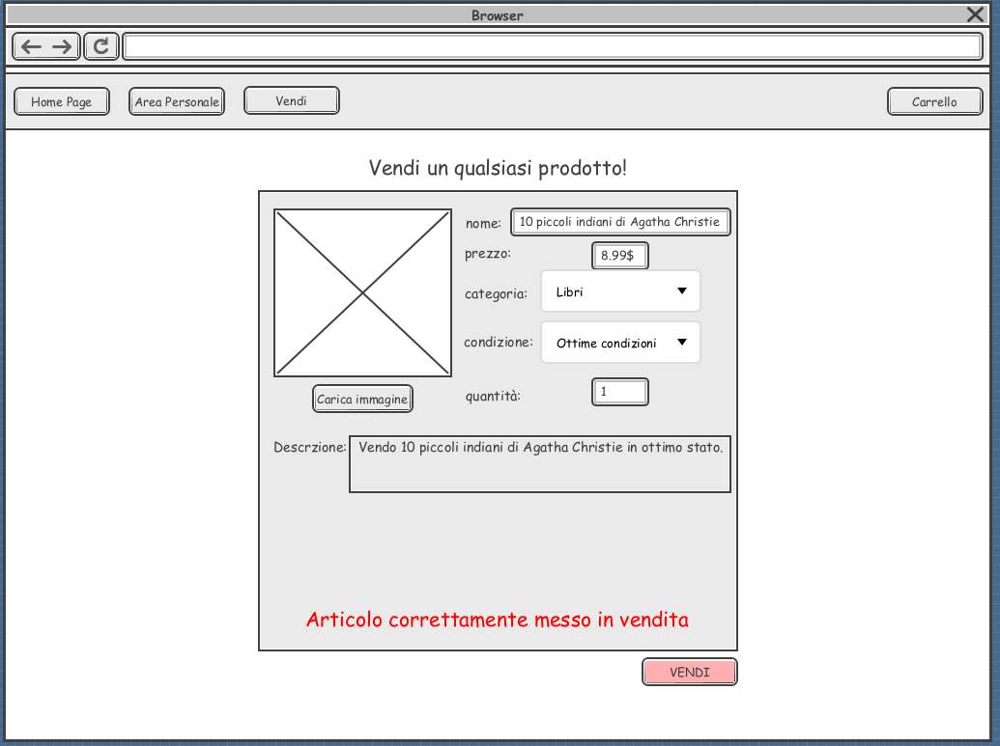 Browser
Home Page
Area Personale
Vendi
Carrello
Vendi un qualsiasi prodotto!
nome: 10 piccoli indiani di Agatha Christie
prezzo: 8.99$
categoria: Libri
condizione: Ottime condizioni
Carica immagine
quantità: 1
Descrzione: Vendo 10 piccoli indiani di Agatha Christie in ottimo stato.
Articolo correttamente messo in vendita
VENDI